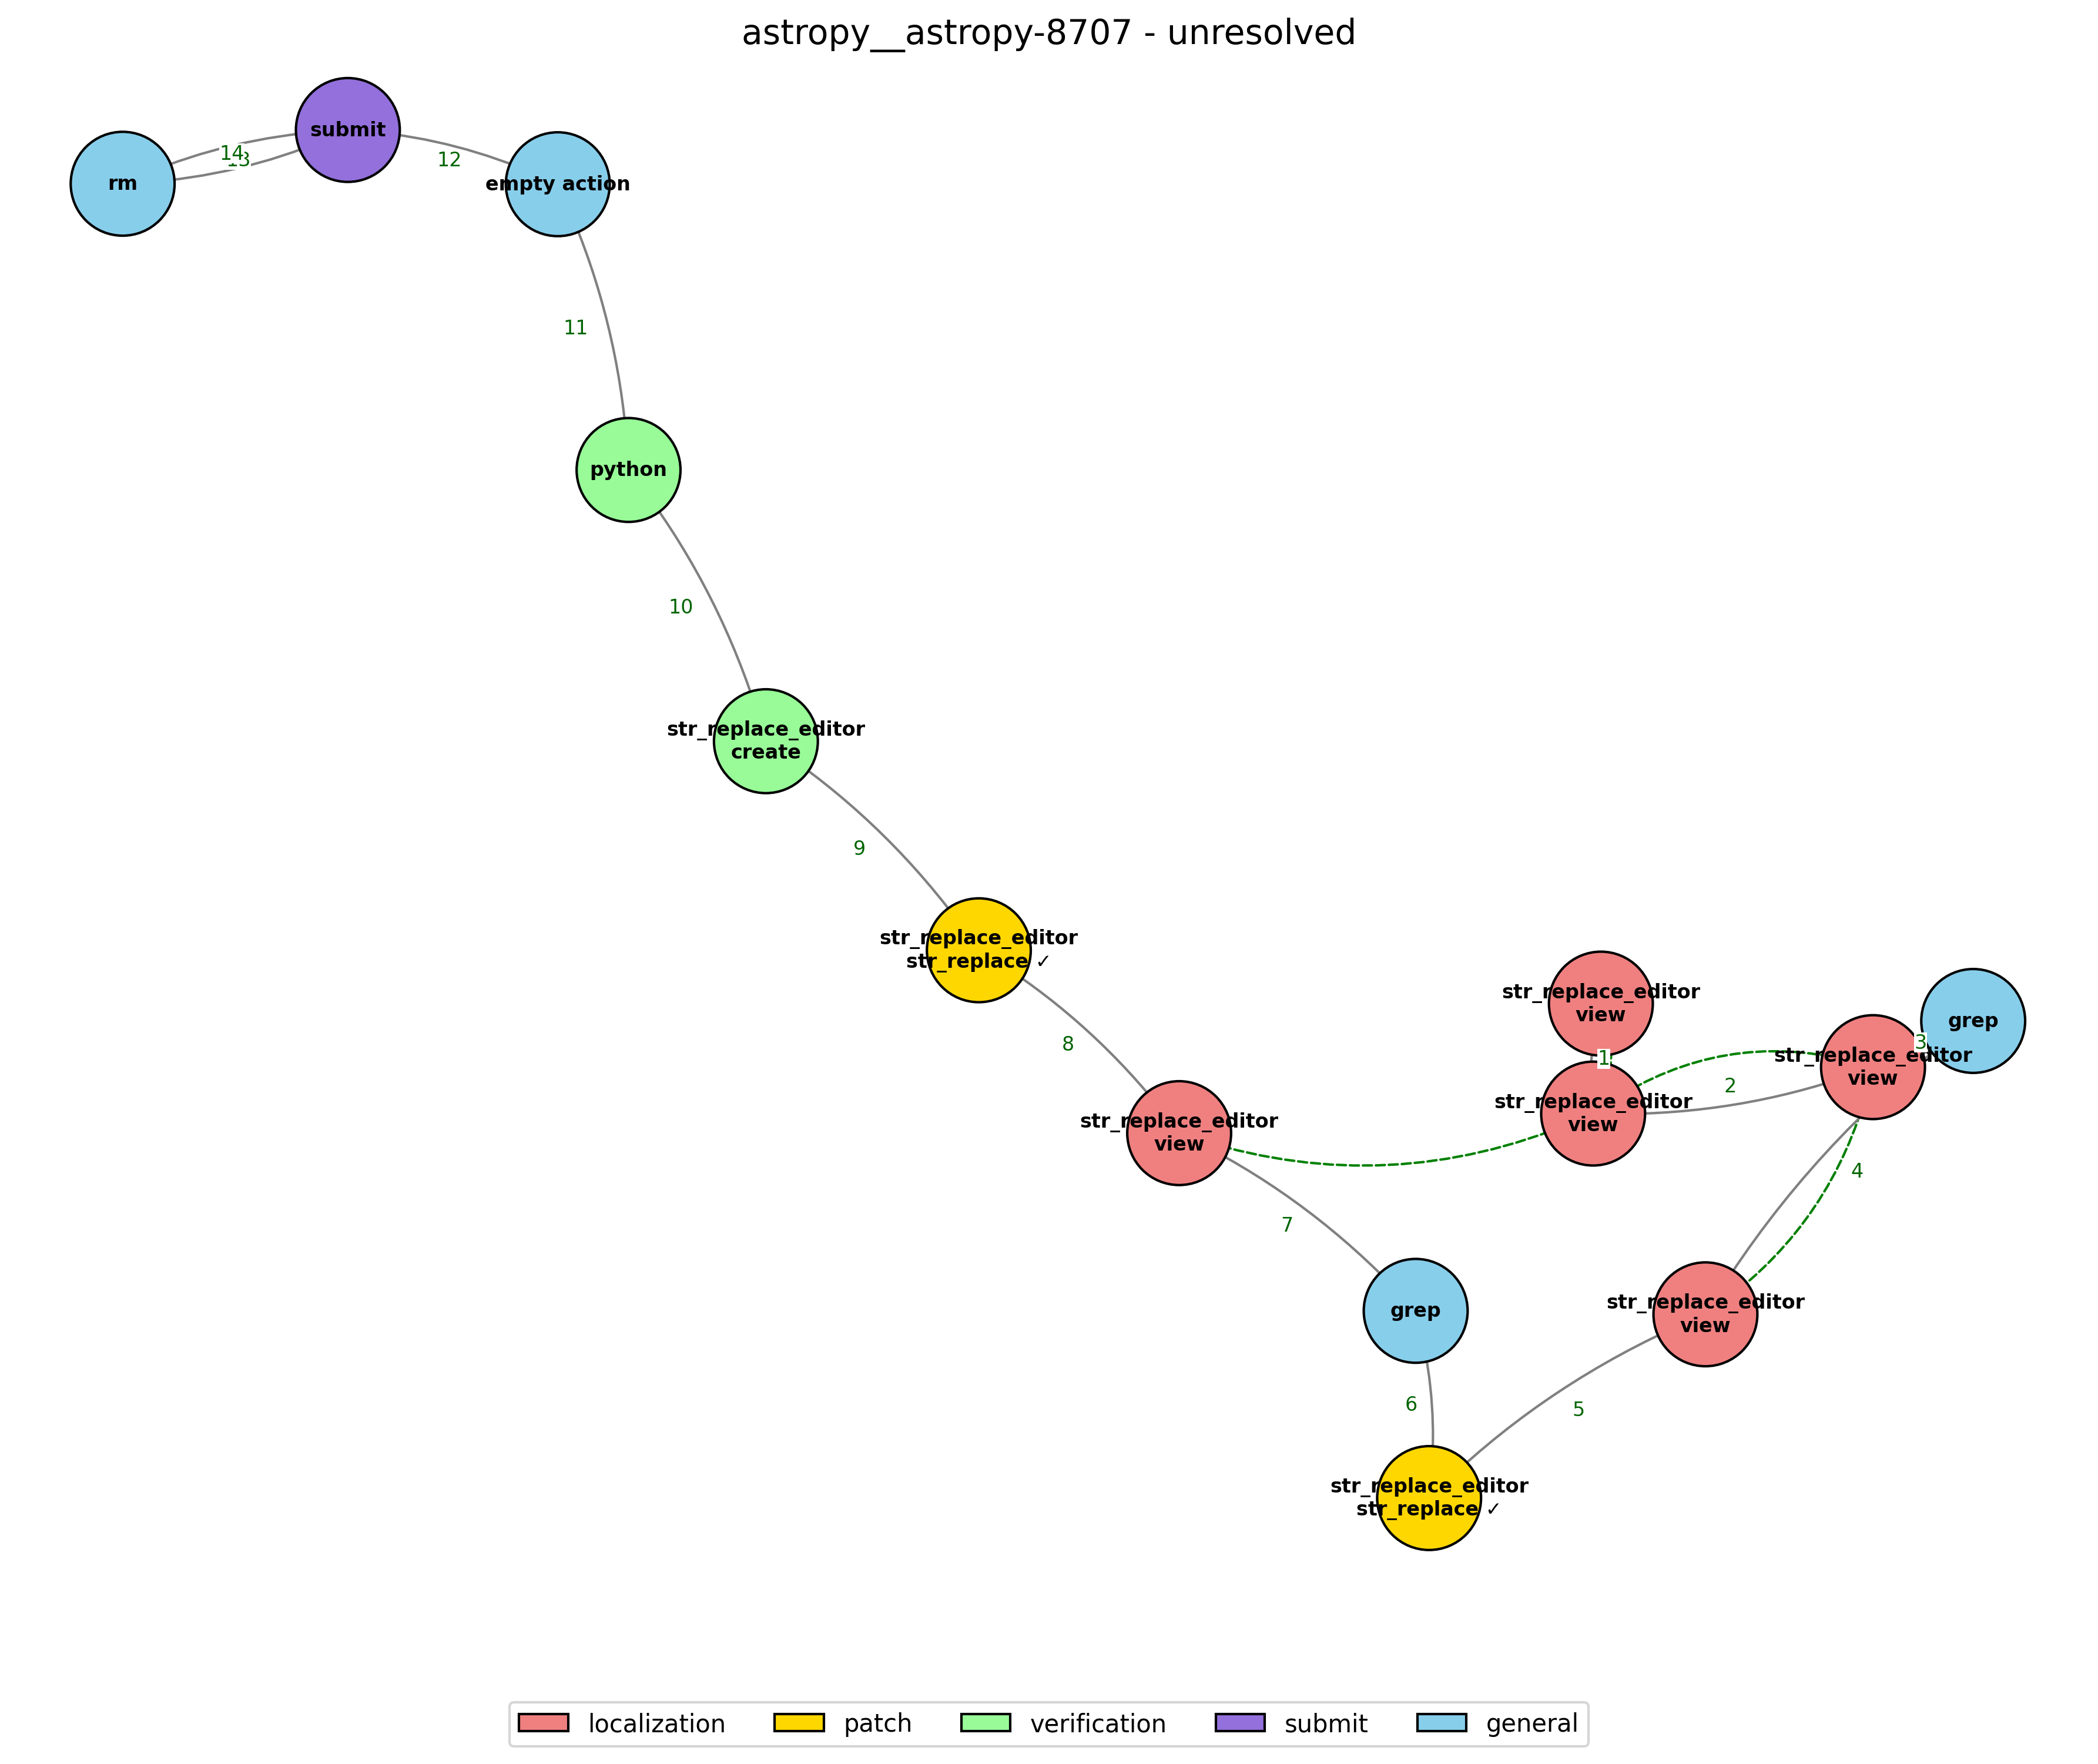 astropy__astropy-8707 - unresolved
submit
rm
14
13
12
empty action
11
python
10
str_replace_editor
create
9
str_replace_editor
str_replace ✓
8
str_replace_editor
view
1
str_replace_editor
view
2
str_replace_editor
view
3
grep
4
str_replace_editor
view
7
grep
str_replace_editor
view
6
5
str_replace_editor
str_replace ✓
localization
patch
verification
submit
general